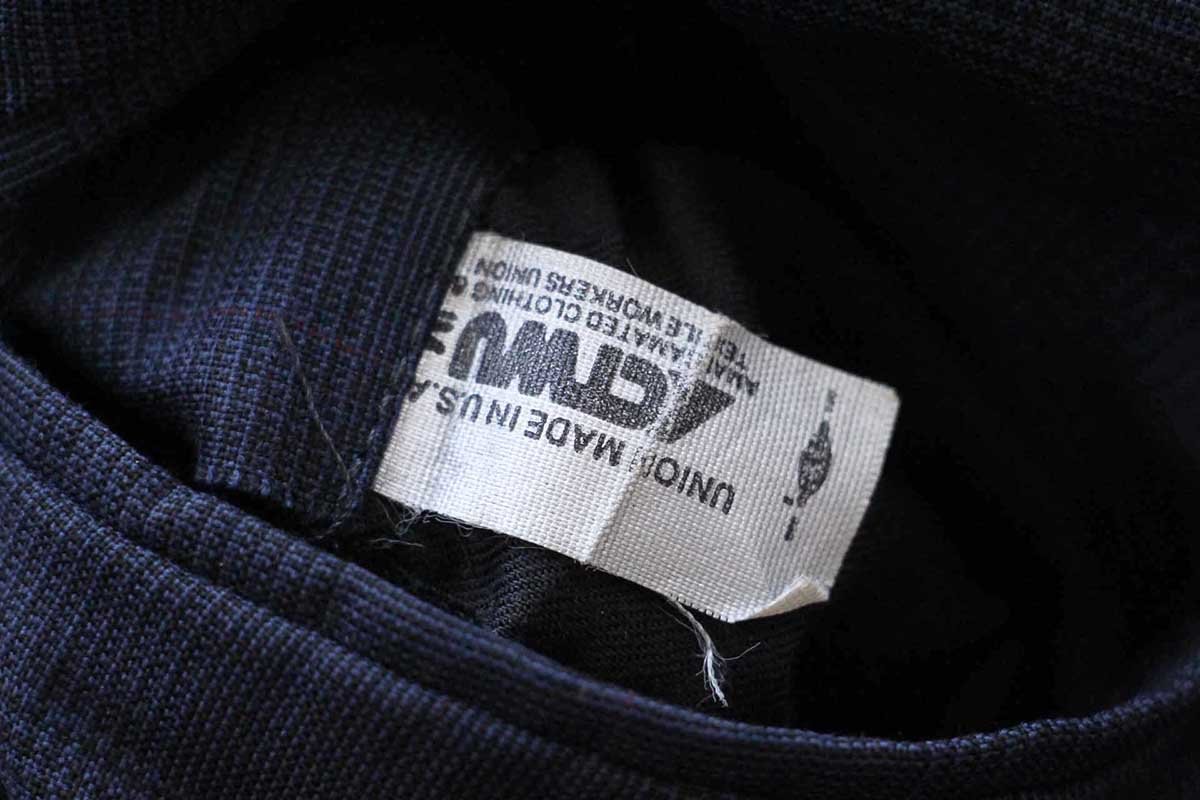 UNION MADE IN U.S.A
ACTWU
AMALGAMATED CLOTHING &
TEXTILE WORKERS UNION